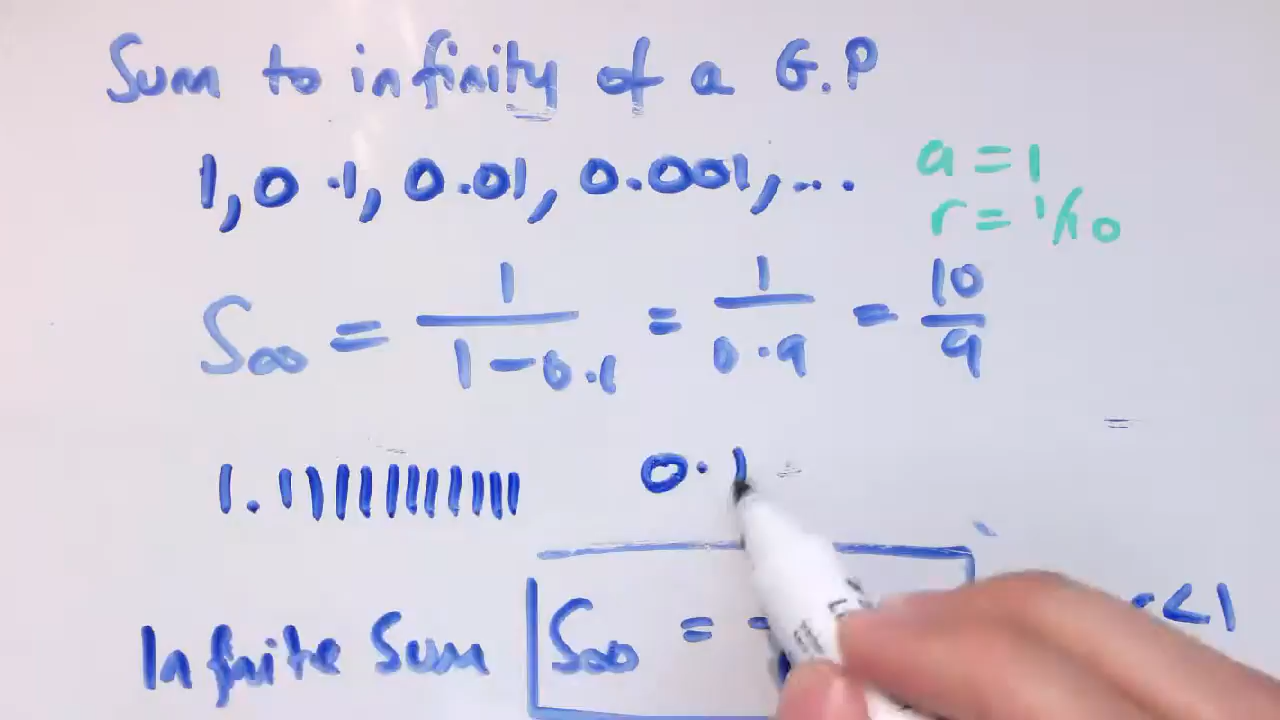 Sum to infinity of a G.P
1, 0.1, 0.01, 0.001, ...
a = 1
r = 1/10
S∞ = 1/(1-0.1) = 1/0.9 = 10/9
1.11111111111 0.1
Infinite Sum S∞ = <1